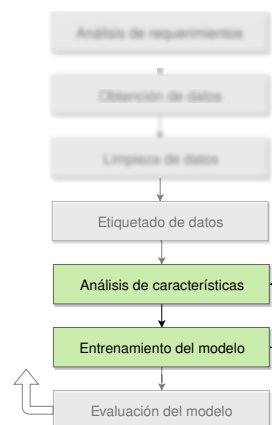 Análisis de requerimientos
Obtención de datos
Limpieza de datos
Etiquetado de datos
Análisis de características
Entrenamiento del modelo
Evaluación del modelo